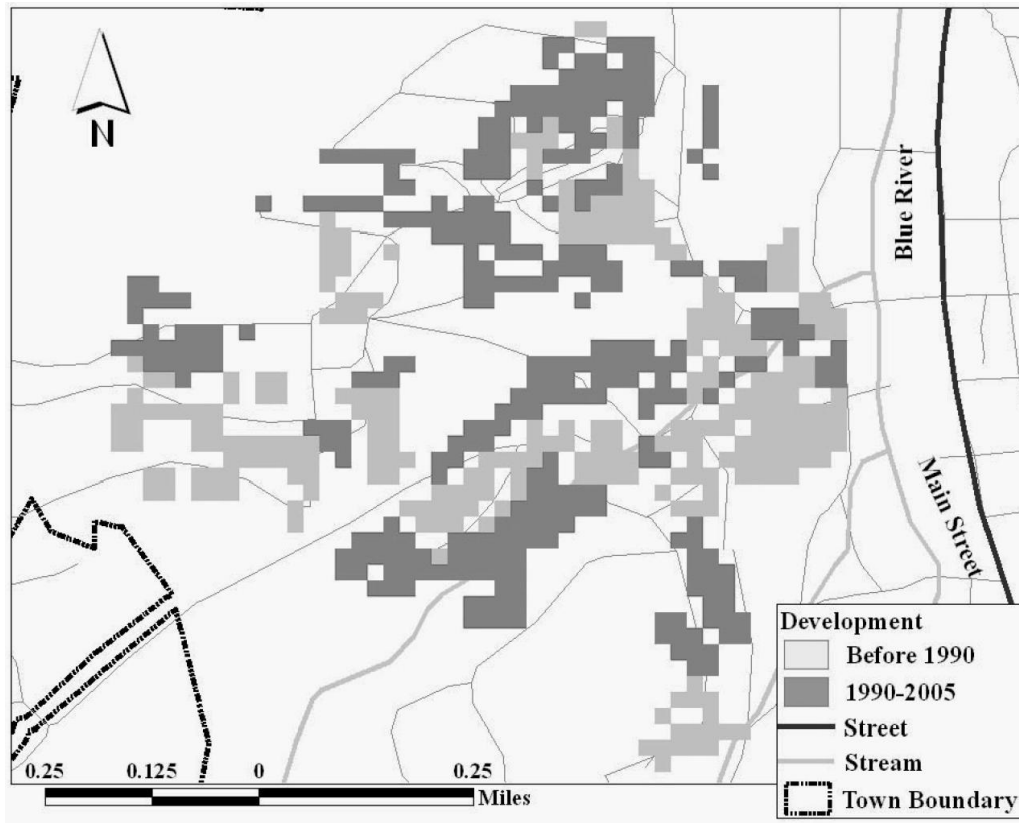 N
Blue River
Main Street
Development
Before 1990
1990-2005
Street
Stream
Town Boundary
0.25 0.125 0 0.25
Miles